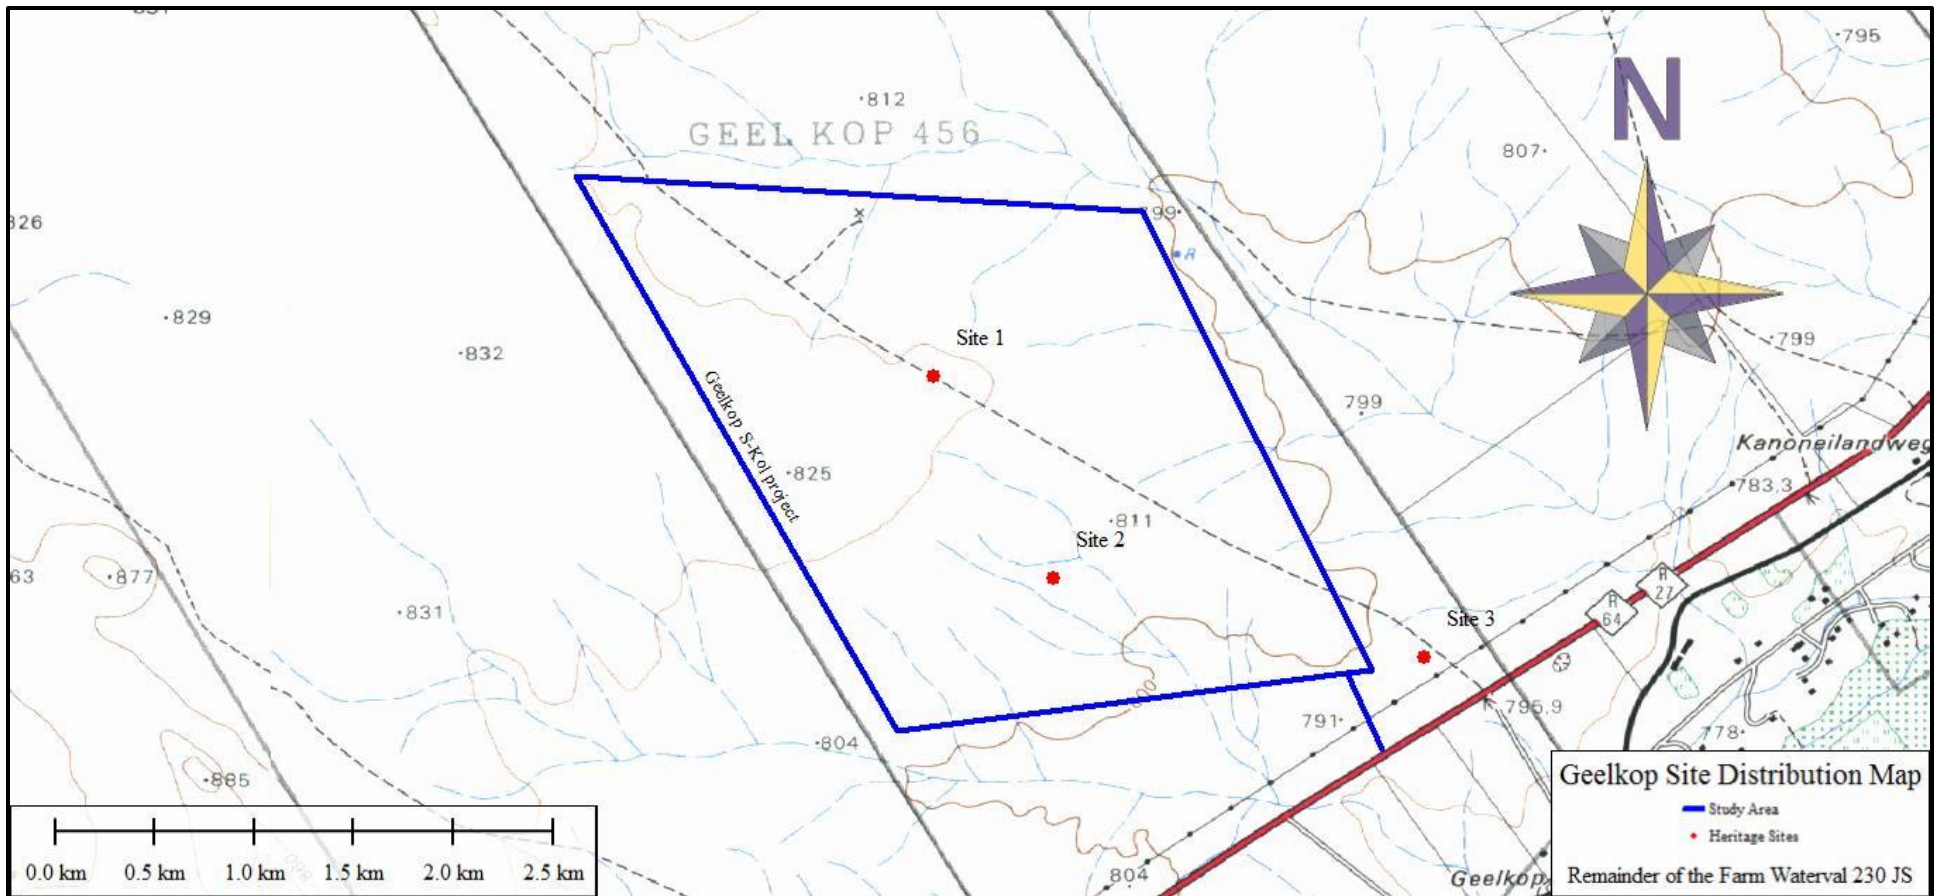 ·812
·795
GEEL KOP 456
N
807·
799·
826
R
·829
·832
Site 1
·799
799
Kanoneilandweg
Geelkop S-Kol project
·825
783,3
·811
Site 2
63
·877
R
27
·831
R
64
Site 3
791·
795.9
778·
·804
·885
804
Geelkop
0.0 km 0.5 km 1.0 km 1.5 km 2.0 km 2.5 km
Geelkop Site Distribution Map
Study Area
Heritage Sites
Remainder of the Farm Waterval 230 JS